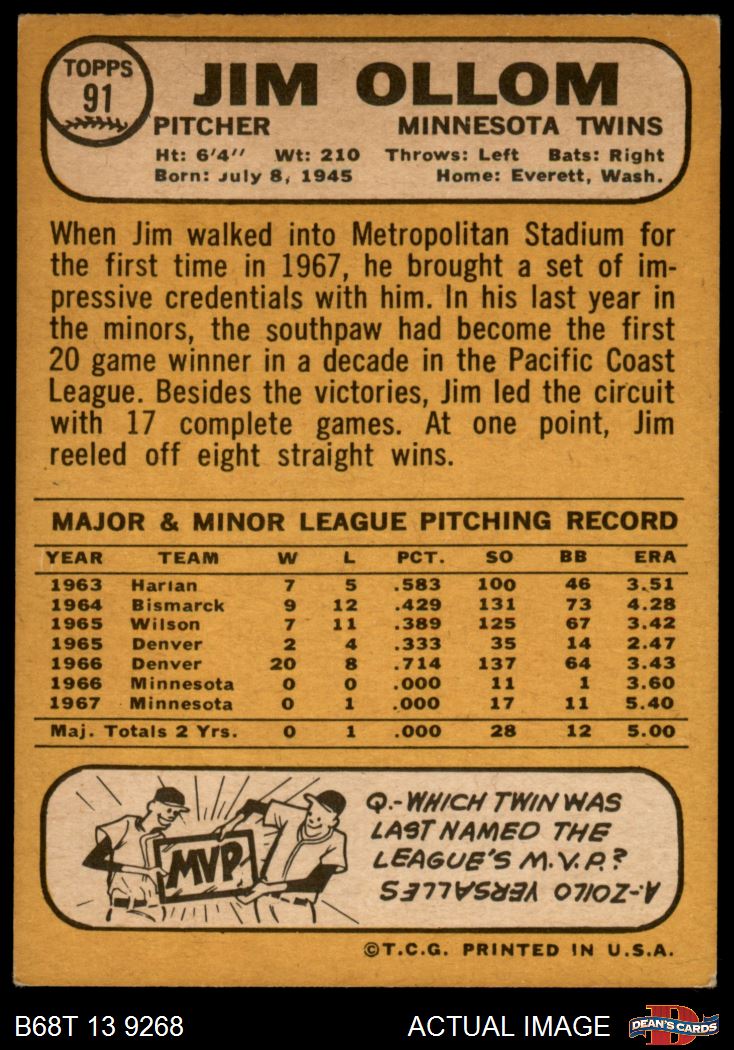 TOPPS
91
JIM OLLOM
PITCHER MINNESOTA TWINS
Ht: 6'4" Wt: 210 Throws: Left Bats: Right
Born: July 8, 1945 Home: Everett, Wash.
When Jim walked into Metropolitan Stadium for
the first time in 1967, he brought a set of im-
pressive credentials with him. In his last year in
the minors, the southpaw had become the first
20 game winner in a decade in the Pacific Coast
League. Besides the victories, Jim led the circuit
with 17 complete games. At one point, Jim
reeled off eight straight wins.
MAJOR & MINOR LEAGUE PITCHING RECORD
YEAR TEAM W L PCT. SO BB ERA
1963 Harlan 7 5 .583 100 46 3.51
1964 Bismarck 9 12 .429 131 73 4.28
1965 Wilson 7 11 .389 125 67 3.42
1965 Denver 2 4 .333 35 14 2.47
1966 Denver 20 8 .714 137 64 3.43
1966 Minnesota 0 0 .000 11 1 3.60
1967 Minnesota 0 1 .000 17 11 5.40
Maj. Totals 2 Yrs. 0 1 .000 28 12 5.00
MVP
Q.-WHICH TWIN WAS
LAST NAMED THE
LEAGUE'S M.V.P.?
A-ZOILO VERSALLES
©T.C.G. PRINTED IN U.S.A.
B68T 13 9268 ACTUAL IMAGE DEAN'S CARDS